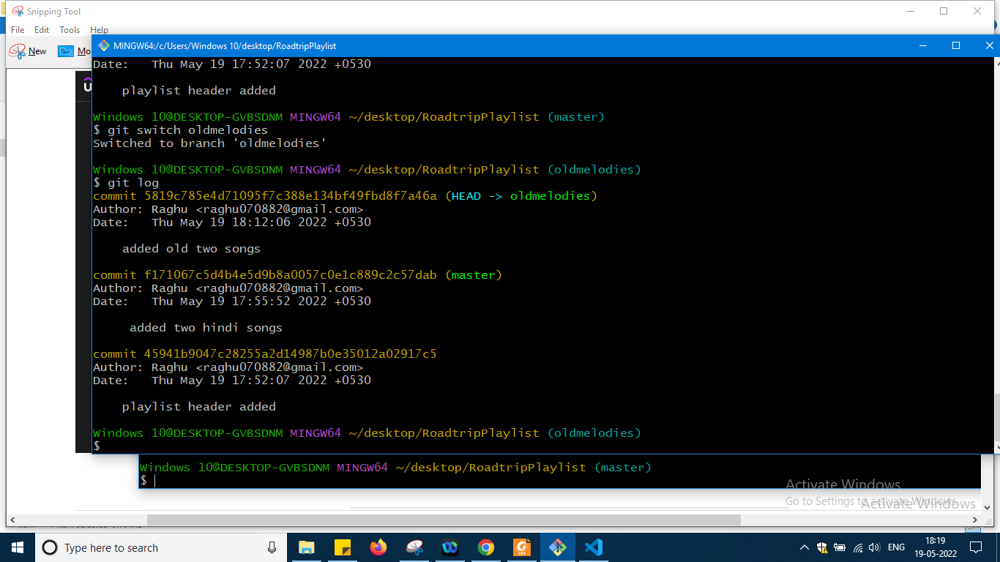 Snipping Tool
File Edit Tools Help
New Mo
MINGW64:/c/Users/Windows 10/desktop/RoadtripPlaylist
Date:   Thu May 19 17:52:07 2022 +0530
playlist header added
Windows 10@DESKTOP-GVBSDNM MINGW64 ~/desktop/RoadtripPlaylist (master)
$ git switch oldmelodies
Switched to branch 'oldmelodies'
Windows 10@DESKTOP-GVBSDNM MINGW64 ~/desktop/RoadtripPlaylist (oldmelodies)
$ git log
commit 5819c785e4d71095f7c388e134bf49fbd8f7a46a (HEAD -> oldmelodies)
Author: Raghu <raghu070882@gmail.com>
Date:   Thu May 19 18:12:06 2022 +0530
added old two songs
commit f171067c5d4b4e5d9b8a0057c0e1c889c2c57dab (master)
Author: Raghu <raghu070882@gmail.com>
Date:   Thu May 19 17:55:52 2022 +0530
added two hindi songs
commit 45941b9047c28255a2d14987b0e35012a02917c5
Author: Raghu <raghu070882@gmail.com>
Date:   Thu May 19 17:52:07 2022 +0530
playlist header added
Windows 10@DESKTOP-GVBSDNM MINGW64 ~/desktop/RoadtripPlaylist (oldmelodies)
$
Windows 10@DESKTOP-GVBSDNM MINGW64 ~/desktop/RoadtripPlaylist (master)
$
Activate Windows
Go to Settings to activate Windows.
Activate Windows
Type here to search
ENG
18:19
19-05-2022